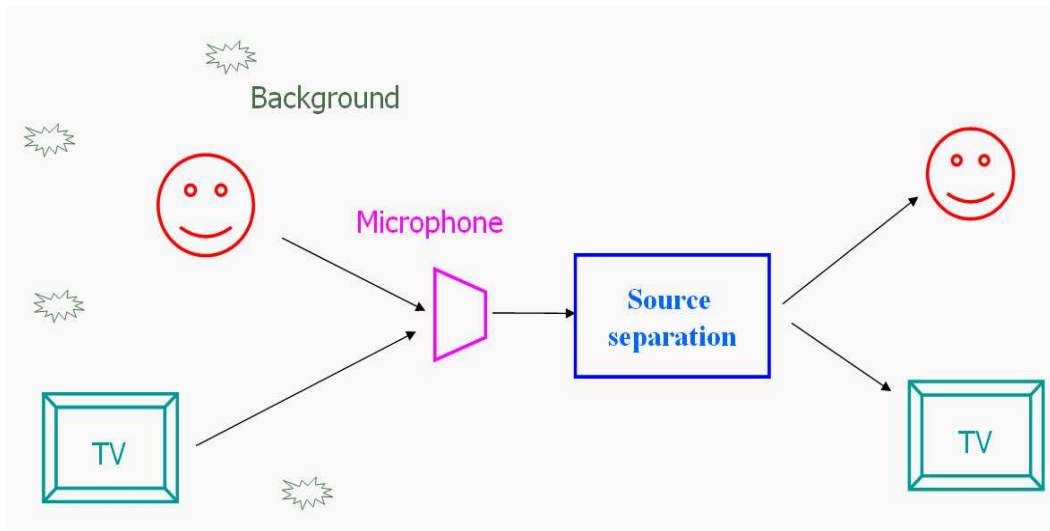 Background
Microphone
Source
separation
TV
TV